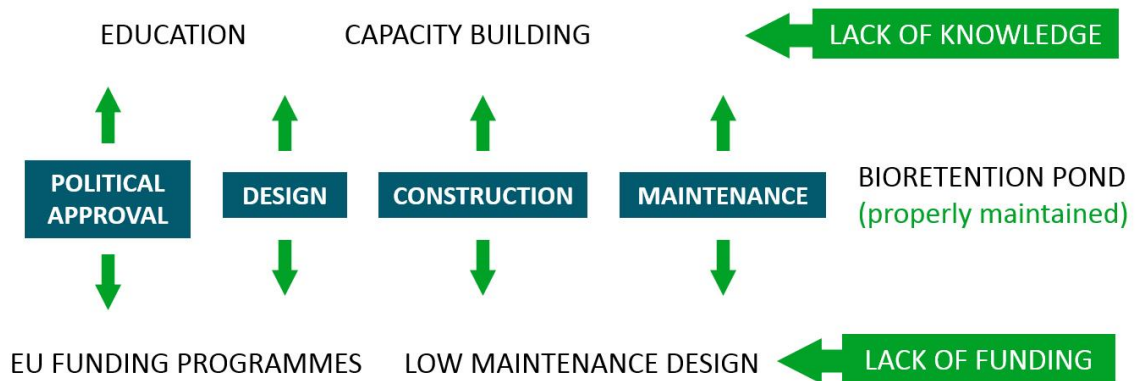 EDUCATION CAPACITY BUILDING LACK OF KNOWLEDGE
POLITICAL
APPROVAL
DESIGN
CONSTRUCTION
MAINTENANCE
BIORETENTION POND
(properly maintained)
EU FUNDING PROGRAMMES LOW MAINTENANCE DESIGN LACK OF FUNDING